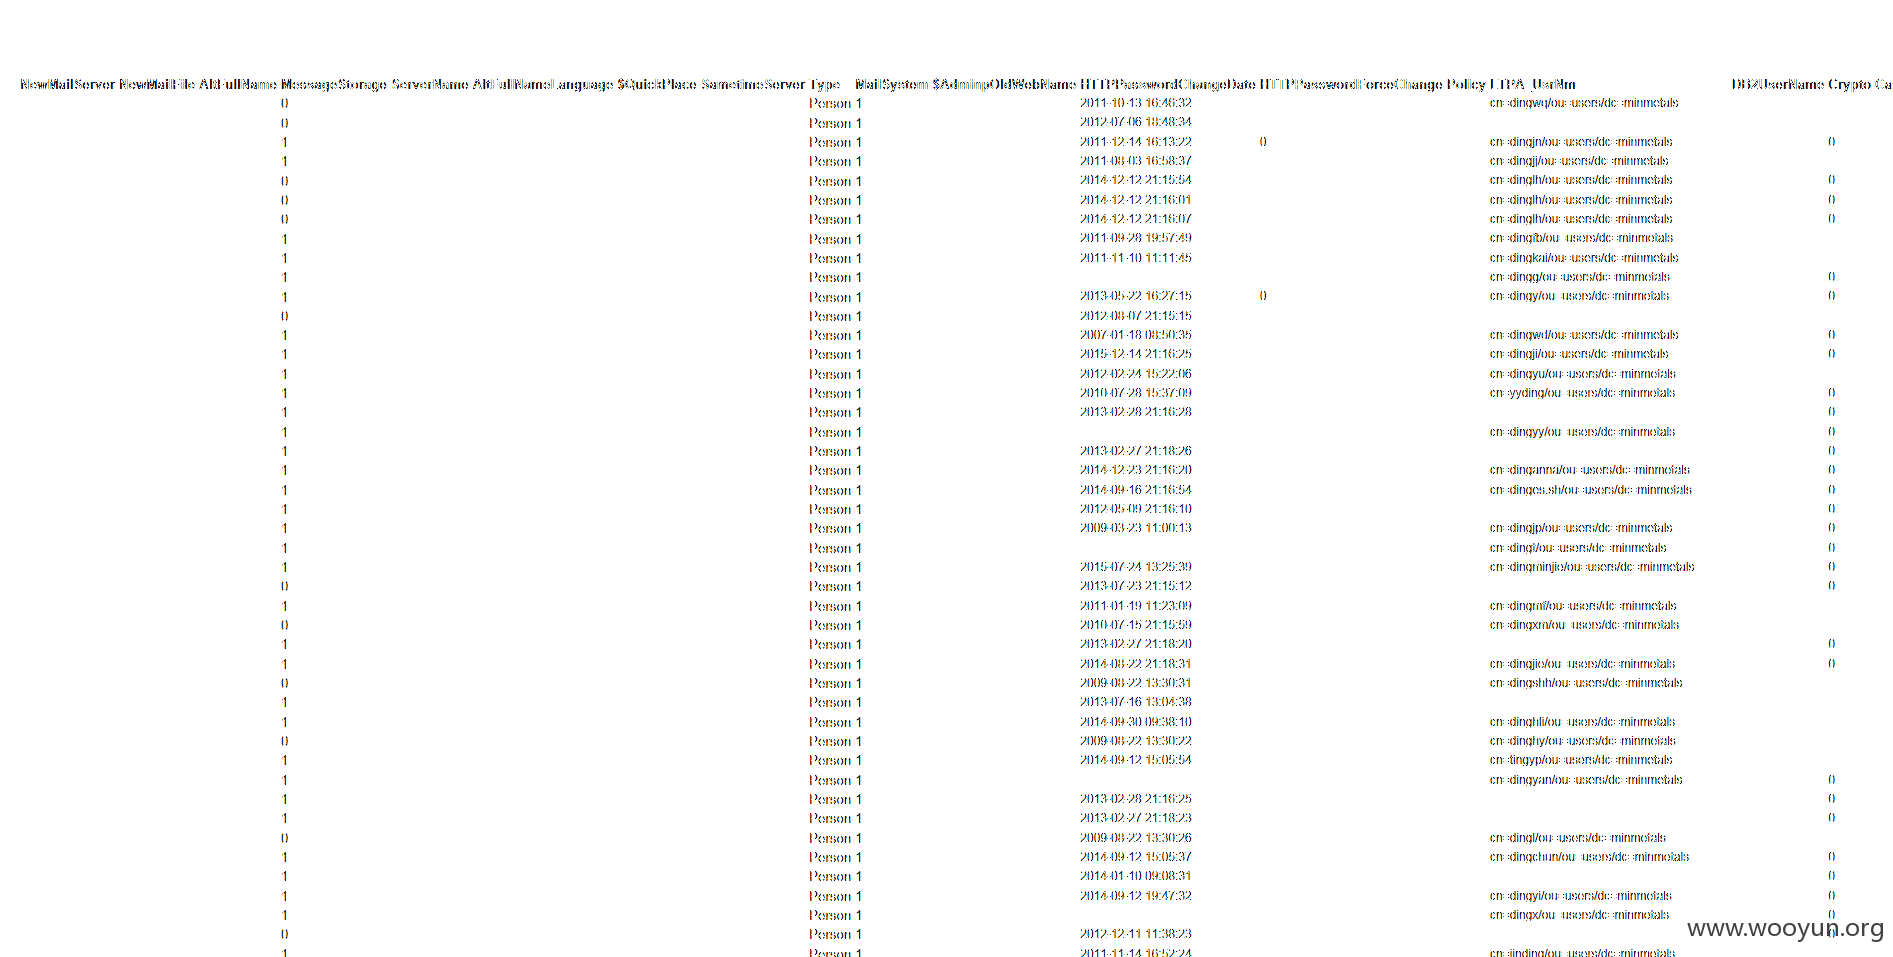 NewMailServer NewMailFile AltFullName MessageStorage ServerName AltFullNameLanguage $QuickPlace SametimeServer Type MailSystem $AdminpOldWebName HTTPPasswordChangeDate HTTPPasswordForceChange Policy LTPA_UsrNm DB2UserName Crypto Ca
0 Person 1 2011-10-13 16:46:32 cn=dingwq/ou=users/dc=minmetals
0 Person 1 2012-07-06 18:48:34
1 Person 1 2011-12-14 16:13:22 0 cn=dingjn/ou=users/dc=minmetals 0
1 Person 1 2011-08-03 16:58:37 cn=dingjj/ou=users/dc=minmetals
0 Person 1 2014-12-12 21:15:54 cn=dinglh/ou=users/dc=minmetals 0
0 Person 1 2014-12-12 21:16:01 cn=dinglh/ou=users/dc=minmetals 0
0 Person 1 2014-12-12 21:16:07 cn=dinglh/ou=users/dc=minmetals 0
1 Person 1 2011-09-28 19:57:49 cn=dingfb/ou=users/dc=minmetals
1 Person 1 2011-11-10 11:11:45 cn=dingkai/ou=users/dc=minmetals
1 Person 1 cn=dingg/ou=users/dc=minmetals 0
1 Person 1 2013-05-22 16:27:15 0 cn=dingy/ou=users/dc=minmetals 0
0 Person 1 2012-08-07 21:15:15
1 Person 1 2007-01-18 08:50:35 cn=dingwd/ou=users/dc=minmetals 0
1 Person 1 2015-12-14 21:16:25 cn=dingji/ou=users/dc=minmetals 0
1 Person 1 2012-02-24 15:22:06 cn=dingyu/ou=users/dc=minmetals
1 Person 1 2010-07-28 15:37:09 cn=yyding/ou=users/dc=minmetals 0
1 Person 1 2013-02-28 21:16:28 0
1 Person 1 cn=dingyy/ou=users/dc=minmetals 0
1 Person 1 2013-02-27 21:18:26 0
1 Person 1 2014-12-23 21:16:20 cn=dinganna/ou=users/dc=minmetals 0
1 Person 1 2014-09-16 21:16:54 cn=dinges.sh/ou=users/dc=minmetals 0
1 Person 1 2012-05-09 21:16:10 0
1 Person 1 2009-03-23 11:00:13 cn=dingjp/ou=users/dc=minmetals 0
1 Person 1 cn=dingt/ou=users/dc=minmetals 0
1 Person 1 2015-07-24 13:25:39 cn=dingminjie/ou=users/dc=minmetals 0
0 Person 1 2013-07-23 21:15:12 0
1 Person 1 2011-01-19 11:23:09 cn=dingmf/ou=users/dc=minmetals
0 Person 1 2010-07-15 21:15:59 cn=dingxm/ou=users/dc=minmetals
1 Person 1 2013-02-27 21:18:20 0
1 Person 1 2014-08-22 21:18:31 cn=dingjie/ou=users/dc=minmetals 0
0 Person 1 2009-08-22 13:30:31 cn=dingshh/ou=users/dc=minmetals
1 Person 1 2013-07-16 13:04:38
1 Person 1 2014-09-30 09:38:10 cn=dinghli/ou=users/dc=minmetals
0 Person 1 2009-08-22 13:30:22 cn=dinghy/ou=users/dc=minmetals
1 Person 1 2014-09-12 15:05:54 cn=tingyp/ou=users/dc=minmetals
1 Person 1 cn=dingyan/ou=users/dc=minmetals 0
1 Person 1 2013-02-28 21:16:25 0
1 Person 1 2013-02-27 21:18:23 0
0 Person 1 2009-08-22 13:30:26 cn=dingl/ou=users/dc=minmetals
1 Person 1 2014-09-12 15:05:37 cn=dingchun/ou=users/dc=minmetals 0
1 Person 1 2014-01-10 09:08:31 0
1 Person 1 2014-09-12 19:47:32 cn=dingyi/ou=users/dc=minmetals 0
1 Person 1 cn=dingx/ou=users/dc=minmetals 0
0 Person 1 2012-12-11 11:38:23 0
www.wooyun.org
1 Person 1 2011-11-14 16:52:24 cn=jinding/ou=users/dc=minmetals